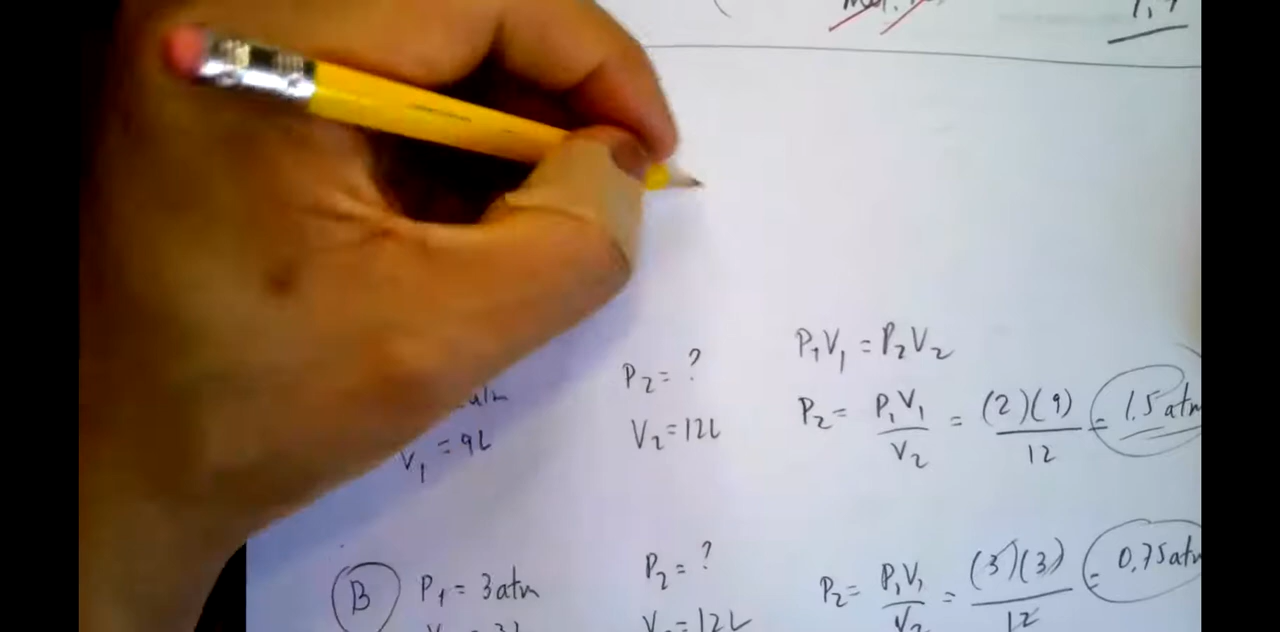 P₂ = ?
P₁V₁ = P₂V₂
V₁ = 9L
V₂ = 12L
P₂ = P₁V₁ / V₂ = (2)(9) / 12 = 1.5 atm
B P₁ = 3 atm
P₂ = ?
V₂ = 12L
P₂ = P₁V₁ / V₂ = (3)(3) / 12 = 0.75 atm